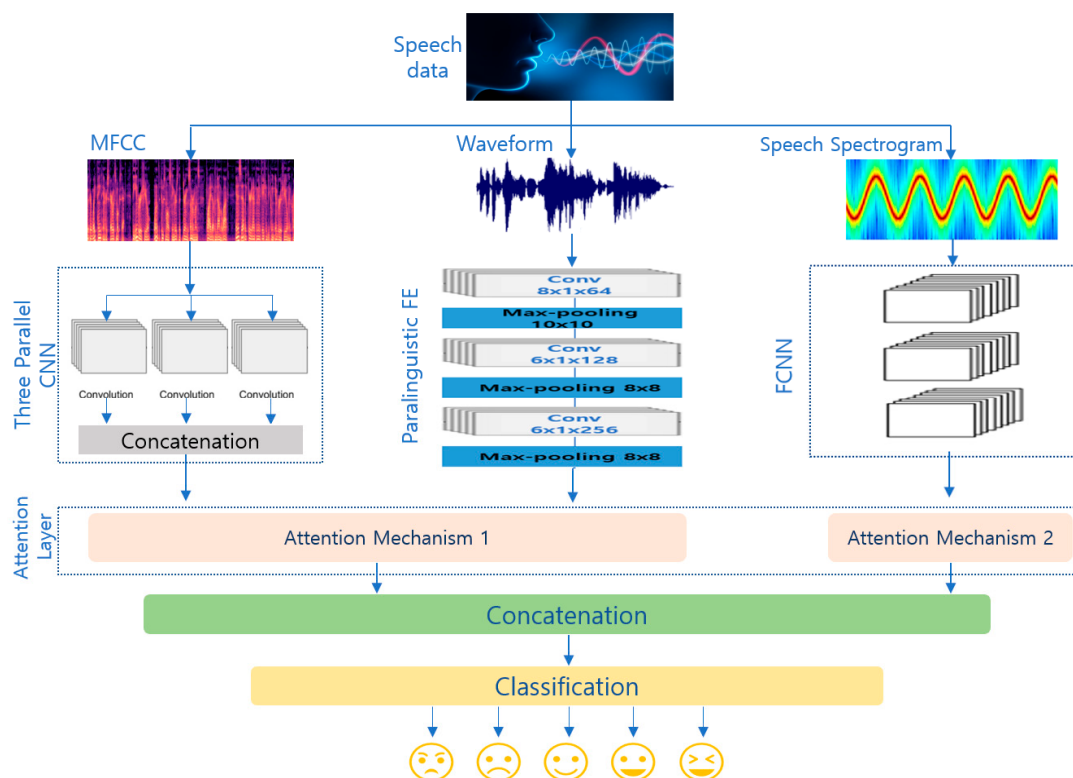 Speech
data
MFCC
Waveform
Speech Spectrogram
Three Parallel
CNN
Convolution
Convolution
Convolution
Concatenation
Paralinguistic FE
Conv
8x1x64
Max-pooling
10x10
Conv
6x1x128
Max-pooling 8x8
Conv
6x1x256
Max-pooling 8x8
FCNN
Attention
Layer
Attention Mechanism 1
Attention Mechanism 2
Concatenation
Classification